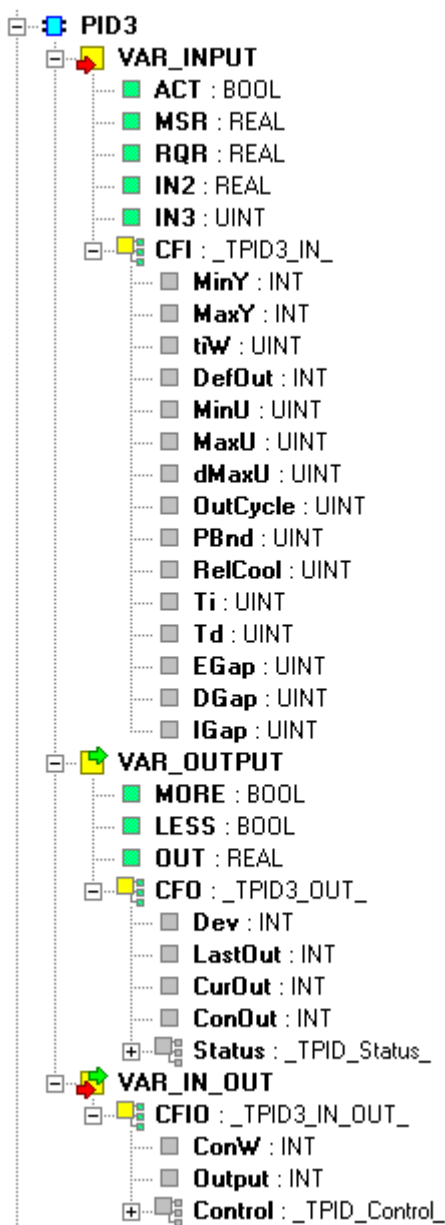 PID3
VAR_INPUT
ACT : BOOL
MSR : REAL
RQR : REAL
IN2 : REAL
IN3 : UINT
CFI : _TPID3_IN_
MinY : INT
MaxY : INT
tiW : UINT
DefOut : INT
MinU : UINT
MaxU : UINT
dMaxU : UINT
OutCycle : UINT
PBnd : UINT
RelCool : UINT
Ti : UINT
Td : UINT
EGap : UINT
DGap : UINT
IGap : UINT
VAR_OUTPUT
MORE : BOOL
LESS : BOOL
OUT : REAL
CFO : _TPID3_OUT_
Dev : INT
LastOut : INT
CurOut : INT
ConOut : INT
Status : _TPID_Status_
VAR_IN_OUT
CFIO : _TPID3_IN_OUT_
ConW : INT
Output : INT
Control : _TPID_Control_